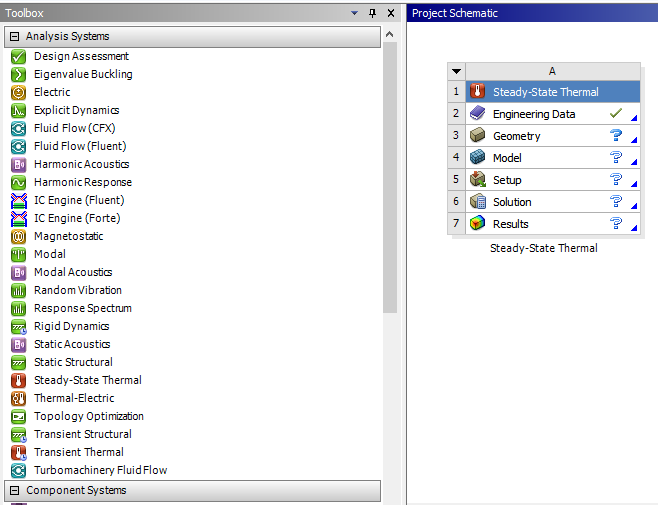 Toolbox
Analysis Systems
Design Assessment
Eigenvalue Buckling
Electric
Explicit Dynamics
Fluid Flow (CFX)
Fluid Flow (Fluent)
Harmonic Acoustics
Harmonic Response
IC Engine (Fluent)
IC Engine (Forte)
Magnetostatic
Modal
Modal Acoustics
Random Vibration
Response Spectrum
Rigid Dynamics
Static Acoustics
Static Structural
Steady-State Thermal
Thermal-Electric
Topology Optimization
Transient Structural
Transient Thermal
Turbomachinery Fluid Flow
Component Systems
Project Schematic
A
1 Steady-State Thermal
2 Engineering Data
3 Geometry ?
4 Model ?
5 Setup ?
6 Solution ?
7 Results ?
Steady-State Thermal